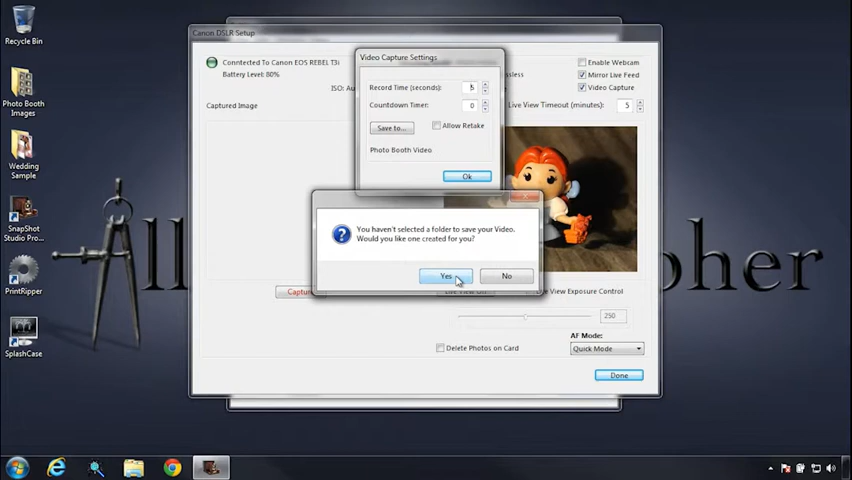 Recycle Bin
Photo Booth
Images
Wedding
Sample
SnapShot
Studio Pro...
PrintRipper
SplashCase
Canon DSLR Setup
Conntected To Canon EOS REBEL T3i
Battery Level: 80%
ISO: Au
Captured Image
Video Capture Settings
Record Time (seconds): 5
Countdown Timer: 0
Save to...
Allow Retake
Photo Booth Video
Ok
Enable Webcam
Mirror Live Feed
Video Capture
Live View Timeout (minutes): 5
You haven't selected a folder to save your Video.
Would you like one created for you?
Yes
No
Live View Exposure Control
250
AF Mode:
Delete Photos on Card
Quick Mode
Done